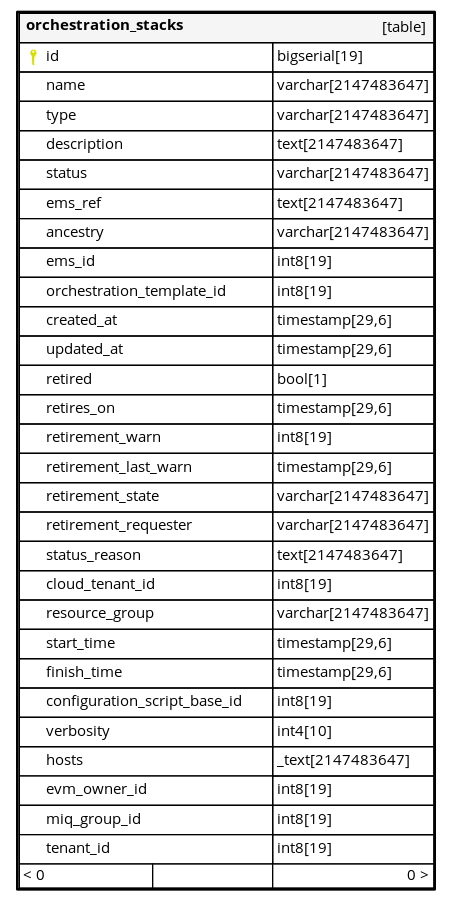 orchestration_stacks [table]
id bigserial[19]
name varchar[2147483647]
type varchar[2147483647]
description text[2147483647]
status varchar[2147483647]
ems_ref text[2147483647]
ancestry varchar[2147483647]
ems_id int8[19]
orchestration_template_id int8[19]
created_at timestamp[29,6]
updated_at timestamp[29,6]
retired bool[1]
retires_on timestamp[29,6]
retirement_warn int8[19]
retirement_last_warn timestamp[29,6]
retirement_state varchar[2147483647]
retirement_requester varchar[2147483647]
status_reason text[2147483647]
cloud_tenant_id int8[19]
resource_group varchar[2147483647]
start_time timestamp[29,6]
finish_time timestamp[29,6]
configuration_script_base_id int8[19]
verbosity int4[10]
hosts _text[2147483647]
evm_owner_id int8[19]
miq_group_id int8[19]
tenant_id int8[19]
< 0 0 >